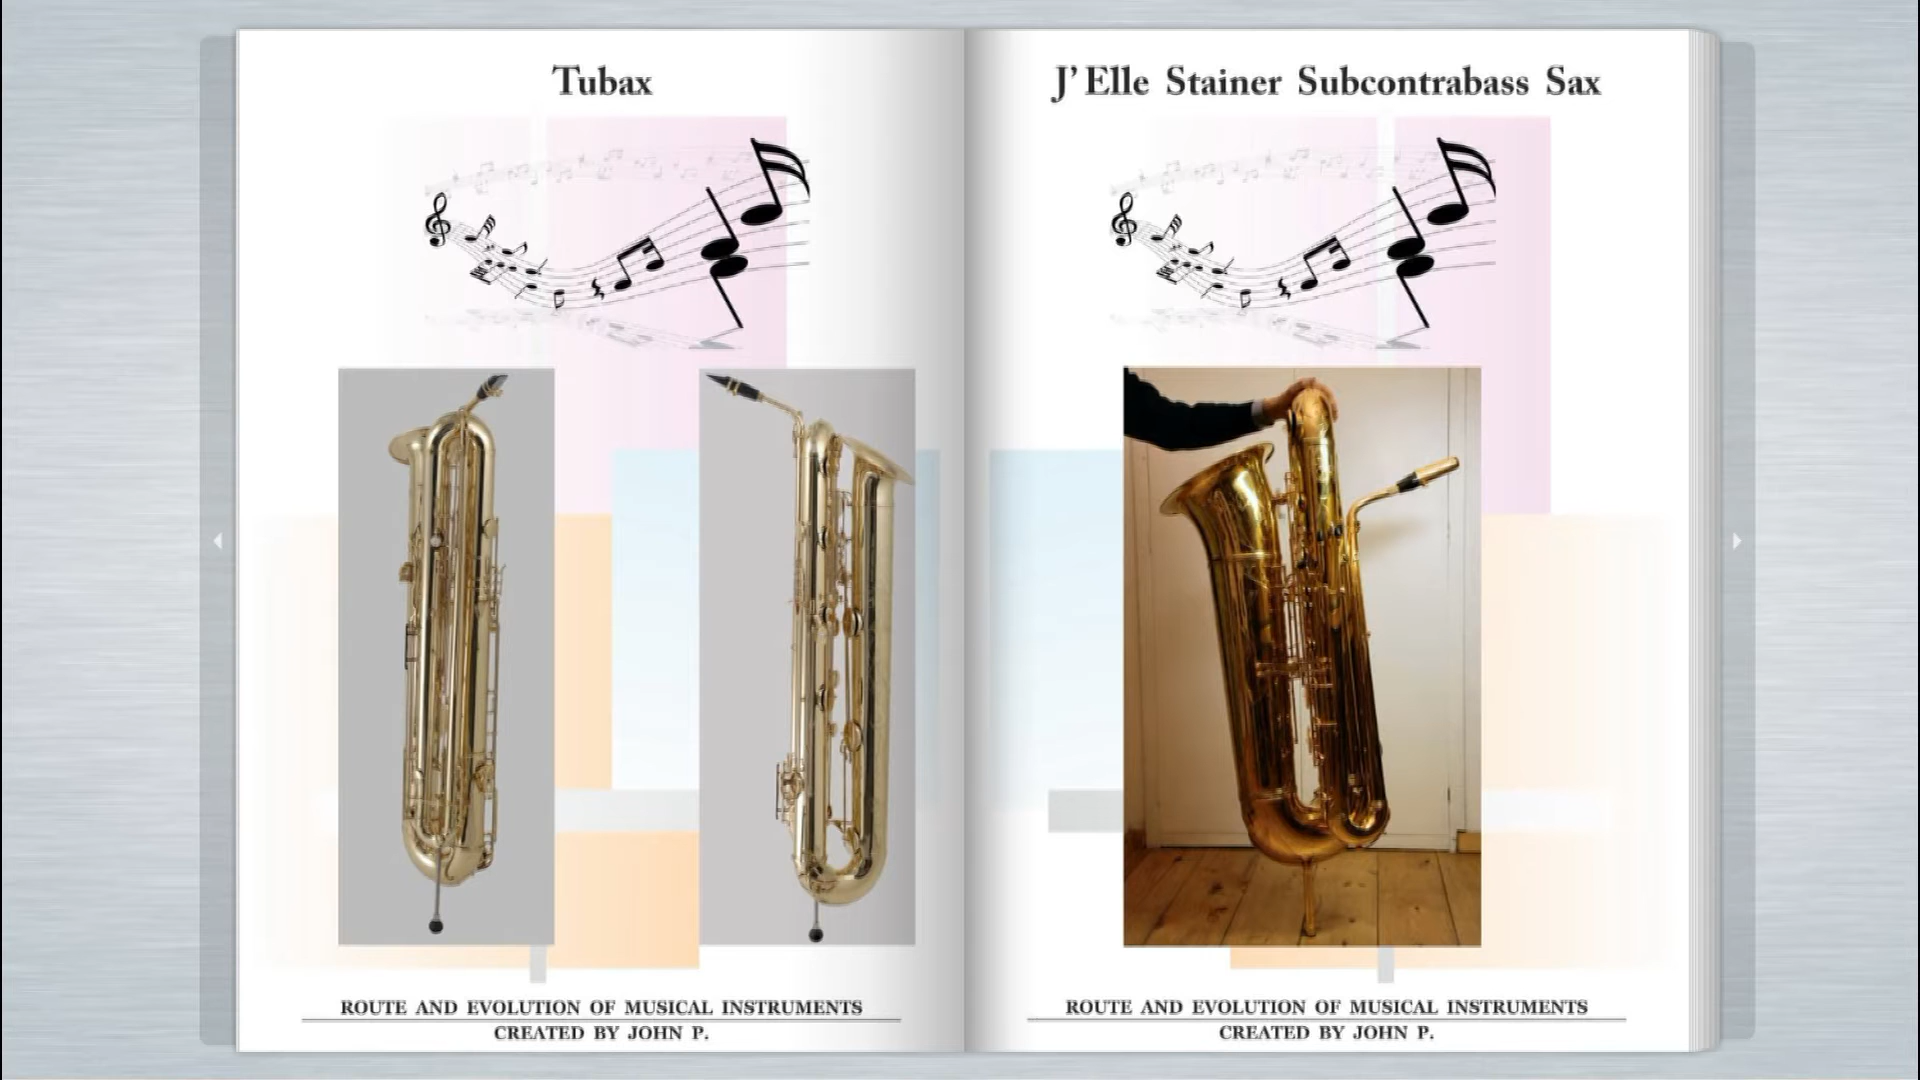 Tubax
ROUTE AND EVOLUTION OF MUSICAL INSTRUMENTS
CREATED BY JOHN P.
J' Elle Stainer Subcontrabass Sax
ROUTE AND EVOLUTION OF MUSICAL INSTRUMENTS
CREATED BY JOHN P.